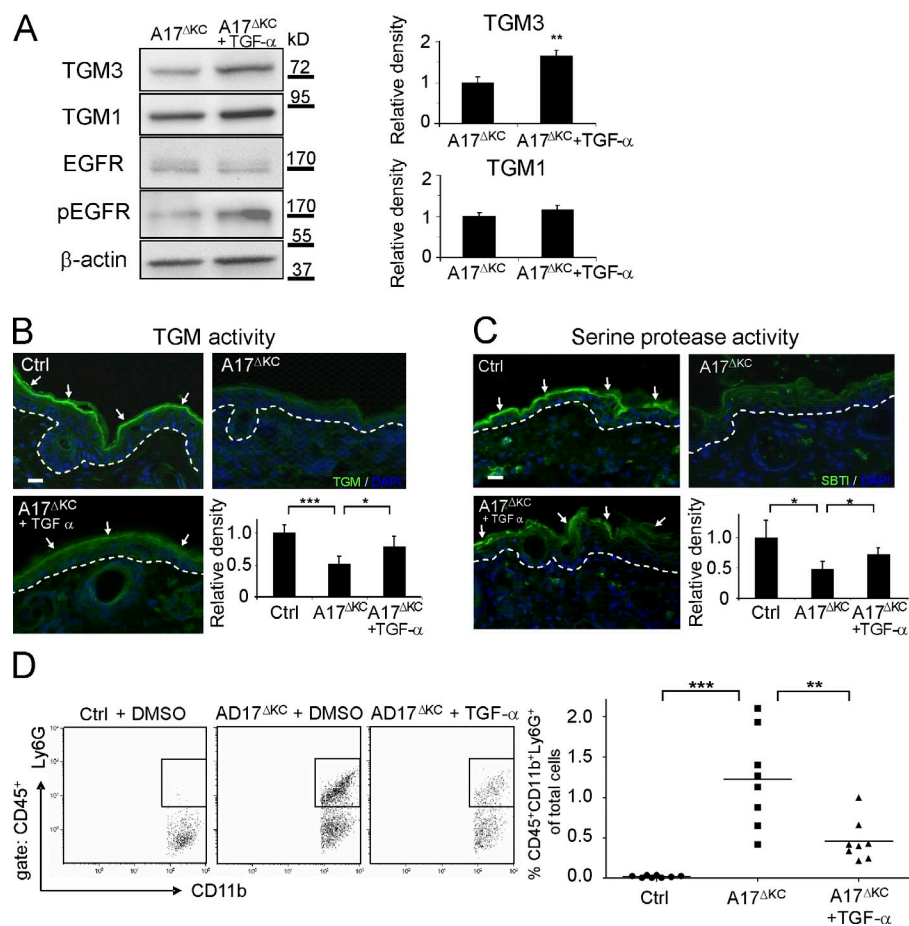 A
A17ΔKC
A17ΔKC
+ TGF-α
kD
TGM3
72
95
TGM1
EGFR
170
pEGFR
170
55
β-actin
37
TGM3
Relative density
2
1
0
**
A17ΔKC
A17ΔKC+TGF-α
TGM1
Relative density
2
1
0
A17ΔKC
A17ΔKC+TGF-α
B
TGM activity
Ctrl
A17ΔKC
TGM / DAPI
A17ΔKC
+ TGF α
Relative density
1.0
0.5
0
***
*
Ctrl
A17ΔKC
A17ΔKC
+TGF-α
C
Serine protease activity
Ctrl
A17ΔKC
SBTI / DAPI
A17ΔKC
+ TGF α
Relative density
1.0
0.5
0
*
*
Ctrl
A17ΔKC
A17ΔKC
+TGF-α
D
Ctrl + DMSO
AD17ΔKC + DMSO
AD17ΔKC + TGF-α
Ly6G
gate: CD45+
CD11b
% CD45+CD11b+Ly6G+
of total cells
2.0
1.5
1.0
0.5
0.0
***
**
Ctrl
A17ΔKC
A17ΔKC
+TGF-α